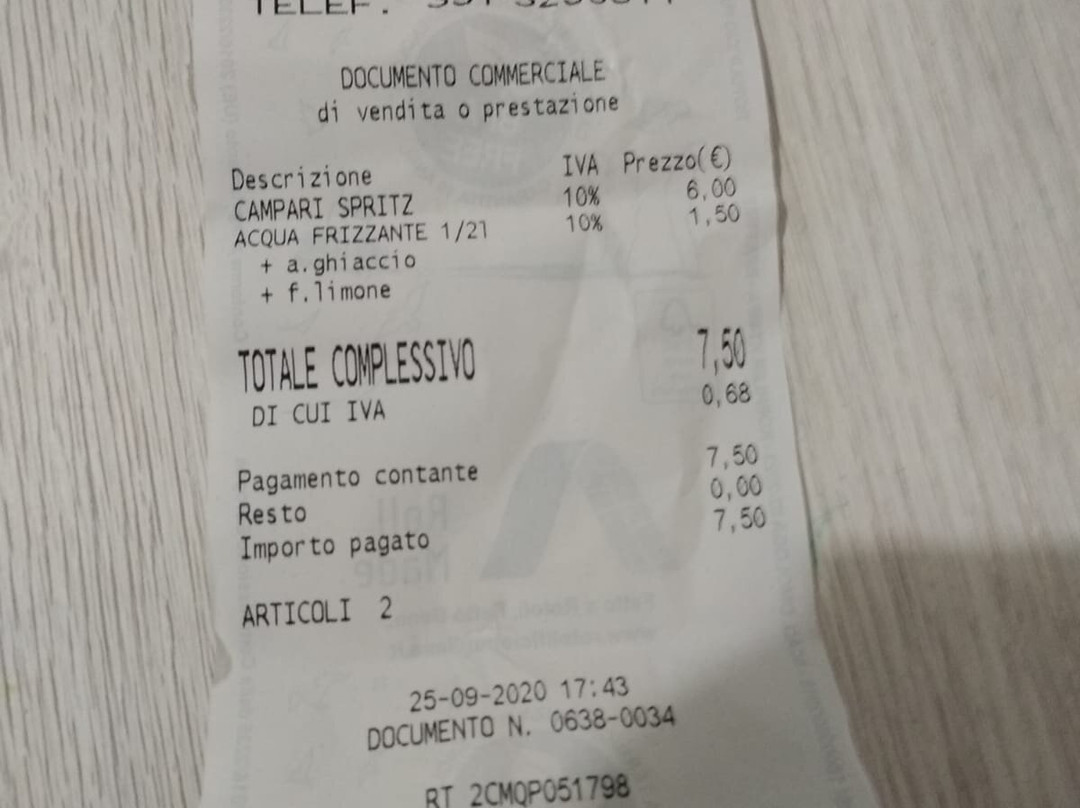 DOCUMENTO COMMERCIALE
di vendita o prestazione
Descrizione IVA Prezzo(€)
CAMPARI SPRITZ 10% 6,00
ACQUA FRIZZANTE 1/2l 10% 1,50
+ a.ghiaccio
+ f.limone
TOTALE COMPLESSIVO 7,50
DI CUI IVA 0,68
Pagamento contante 7,50
Resto 0,00
Importo pagato 7,50
ARTICOLI 2
25-09-2020 17:43
DOCUMENTO N. 0638-0034
RT 2CMQP051798